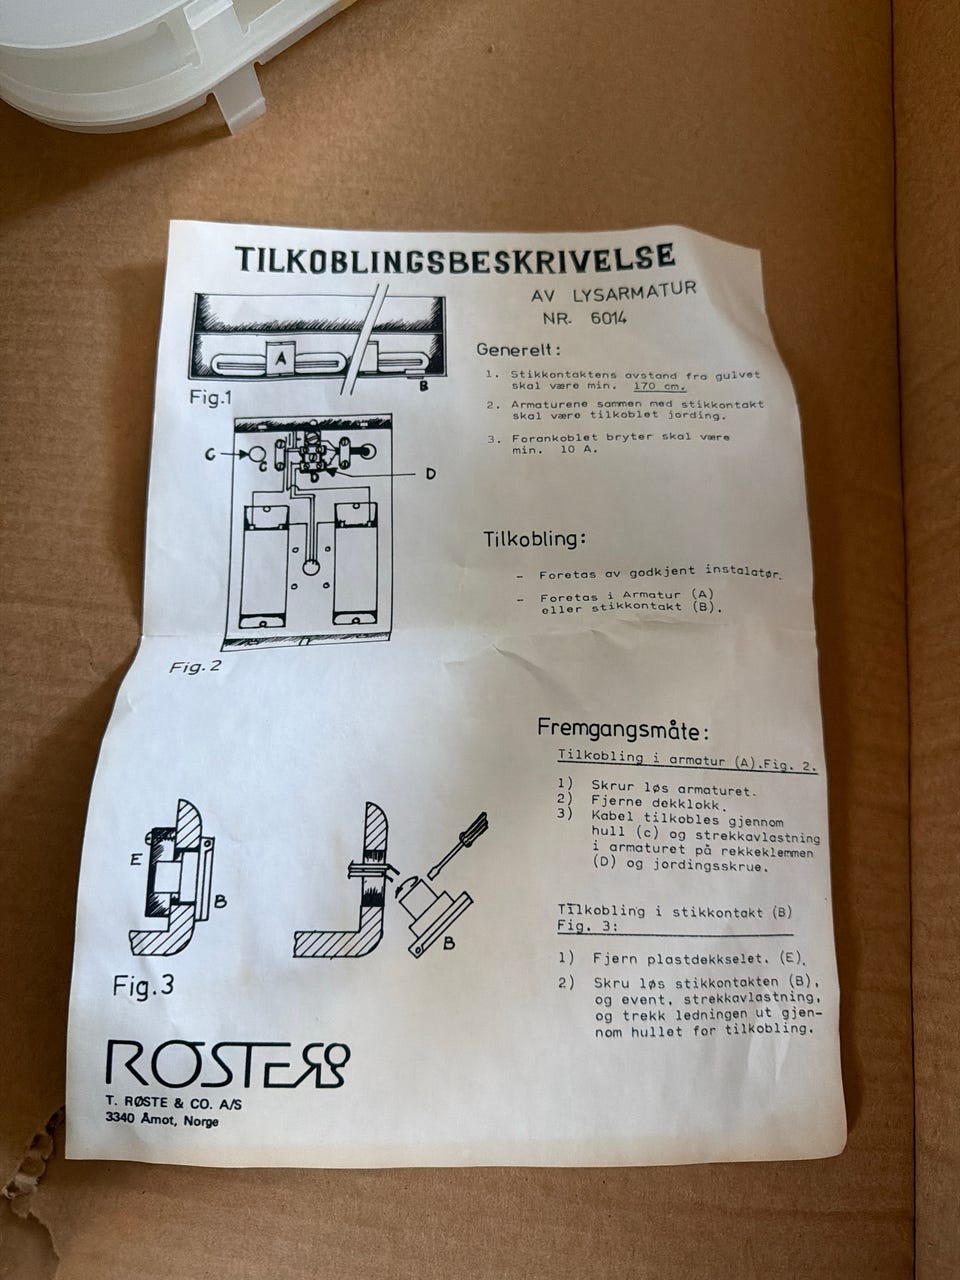 TILKOBLINGSBESKRIVELSE
AV LYSARMATUR
NR. 6014
A
B
Fig.1
Generelt:
1. Stikkontaktens avstand fra gulvet
skal være min. 170 cm.
2. Armaturene sammen med stikkontakt
skal være tilkoblet jording.
3. Forankoblet bryter skal være
min. 10 A.
C
C
D
D
Fig.2
Tilkobling:
- Foretas av godkjent instalatør.
- Foretas i Armatur (A)
eller stikkontakt (B).
Fremgangsmåte:
Tilkobling i armatur (A).Fig. 2.
1) Skrur løs armaturet.
2) Fjerne dekklokk.
3) Kabel tilkobles gjennom
hull (c) og strekkavlastning
i armaturet på rekkeklemmen
(D) og jordingsskrue.
Tilkobling i stikkontakt (B)
Fig. 3:
1) Fjern plastdekkselet. (E).
2) Skru løs stikkontakten (B),
og event. strekkavlastning,
og trekk ledningen ut gjen-
nom hullet for tilkobling.
E
B
B
Fig.3
RØSTE
T. RØSTE & CO. A/S
3340 Åmot, Norge